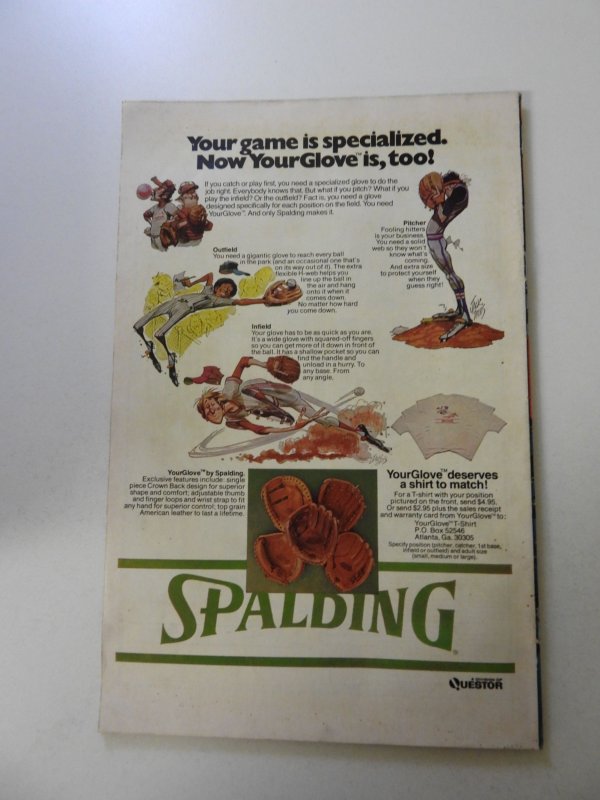 Your game is specialized.
Now YourGlove™ is, too!
If you catch or play first, you need a specialized glove to do the
job right. Everybody knows that. But what if you pitch? What if you
play the infield? Or the outfield? Fact is, you need a glove
designed specifically for each position on the field. You need
YourGlove™. And only Spalding makes it.
Pitcher
Fooling hitters
is your business.
You need a solid
web so they won't
know what's
coming.
And extra size
to protect yourself
when they
guess right!
Outfield
You need a gigantic glove to reach every ball
in the park (and an occasional one that's
on its way out of it). The extra
flexible H-web helps you
line up the ball in
the air and hang
onto it when it
comes down.
No matter how hard
you come down.
Infield
Your glove has to be as quick as you are.
It's a wide glove with squared-off fingers
so you can get more of it down in front of
the ball. It has a shallow pocket so you can
find the handle and
unload in a hurry. To
any base. From
any angle.
YourGlove™ by Spalding.
Exclusive features include: single
piece Crown Back design for superior
shape and comfort; adjustable thumb
and finger loops and wrist strap to fit
any hand for superior control; top grain
American leather to last a lifetime.
YourGlove™ deserves
a shirt to match!
For a T-shirt with your position
pictured on the front, send $4.95.
Or send $2.95 plus the sales receipt
and warranty card from YourGlove™ to:
YourGlove™ T-Shirt
P.O. Box 52546
Atlanta, Ga. 30305
Specify position (pitcher, catcher, 1st base,
infield or outfield) and adult size
(small, medium or large).
SPALDING®
A DIVISION OF
QUESTOR